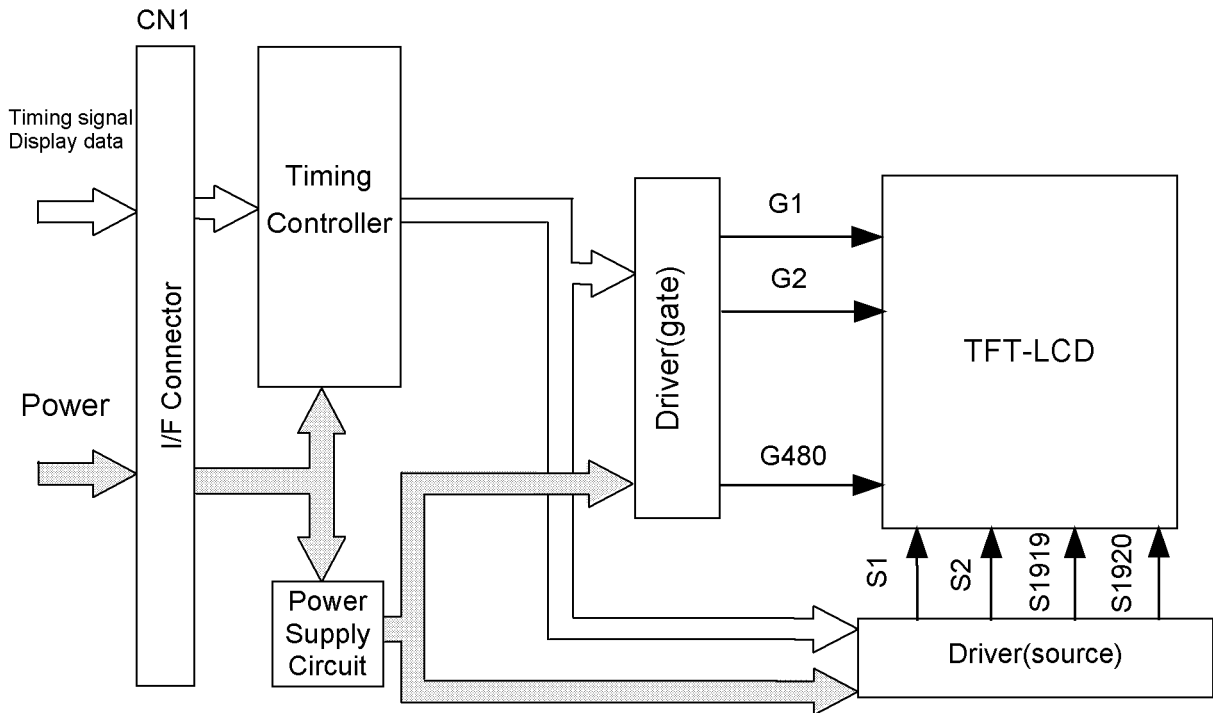 CN1
Timing signal
Display data
Power
I/F Connector
Timing
Controller
Power
Supply
Circuit
Driver(gate)
G1
G2
G480
TFT-LCD
S1
S2
S1919
S1920
Driver(source)